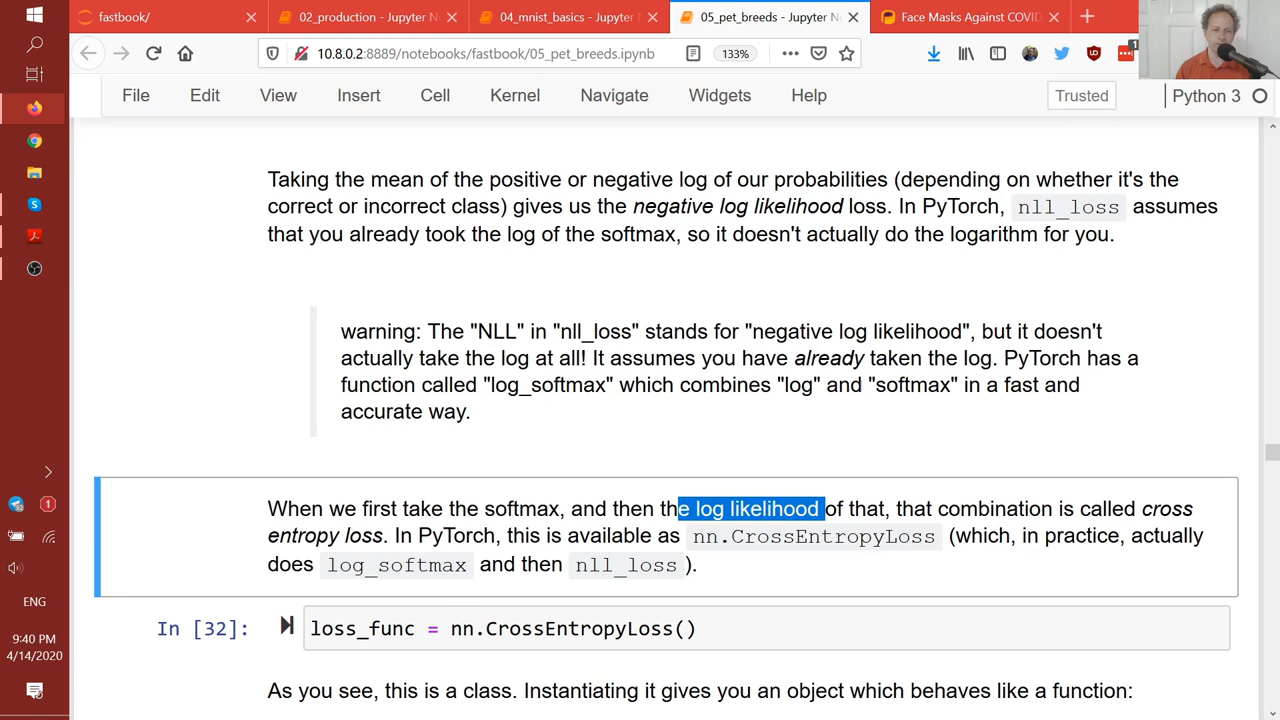 fastbook/
02_production - Jupyter N
04_mnist_basics - Jupyter
05_pet_breeds - Jupyter N
Face Masks Against COVID
10.8.0.2:8889/notebooks/fastbook/05_pet_breeds.ipynb
133%
1
File Edit View Insert Cell Kernel Navigate Widgets Help
Trusted
Python 3
Taking the mean of the positive or negative log of our probabilities (depending on whether it's the
correct or incorrect class) gives us the negative log likelihood loss. In PyTorch, nll_loss assumes
that you already took the log of the softmax, so it doesn't actually do the logarithm for you.
warning: The "NLL" in "nll_loss" stands for "negative log likelihood", but it doesn't
actually take the log at all! It assumes you have already taken the log. PyTorch has a
function called "log_softmax" which combines "log" and "softmax" in a fast and
accurate way.
When we first take the softmax, and then the log likelihood of that, that combination is called cross
entropy loss. In PyTorch, this is available as nn.CrossEntropyLoss (which, in practice, actually
does log_softmax and then nll_loss).
In [32]: loss_func = nn.CrossEntropyLoss()
As you see, this is a class. Instantiating it gives you an object which behaves like a function:
1
ENG
9:40 PM
4/14/2020